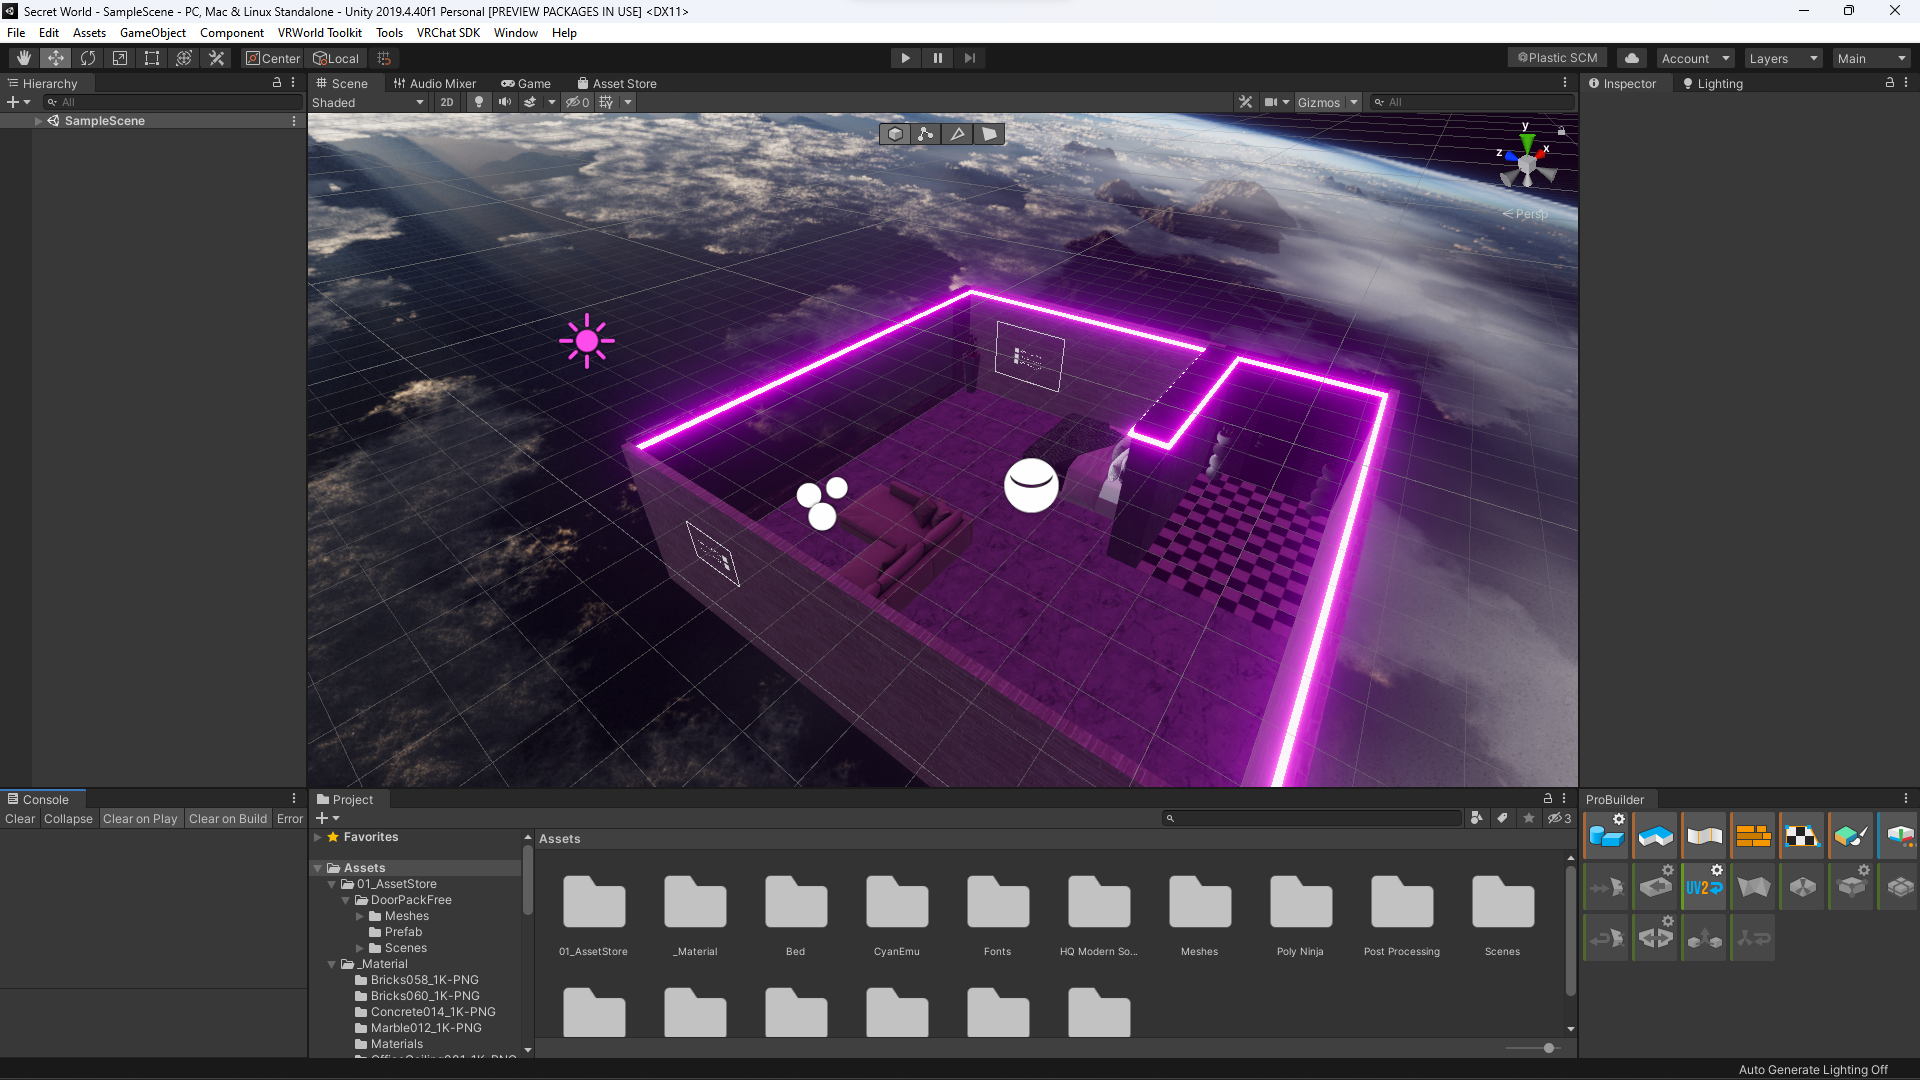 Secret World - SampleScene - PC, Mac & Linux Standalone - Unity 2019.4.40f1 Personal [PREVIEW PACKAGES IN USE] <DX11>
File Edit Assets GameObject Component VRWorld Toolkit Tools VRChat SDK Window Help
Center Local Plastic SCM Account Layers Main
Hierarchy
All
SampleScene
Scene Audio Mixer Game Asset Store
Shaded 2D 0 Gizmos All
y
z x
Persp
Inspector Lighting
Console
Clear Collapse Clear on Play Clear on Build Error
Project
3
Favorites
Assets
01_AssetStore
DoorPackFree
Meshes
Prefab
Scenes
_Material
Bricks058_1K-PNG
Bricks060_1K-PNG
Concrete014_1K-PNG
Marble012_1K-PNG
Materials
Assets
01_AssetStore _Material Bed CyanEmu Fonts HQ Modern So... Meshes Poly Ninja Post Processing Scenes
ProBuilder
UV2
Auto Generate Lighting Off